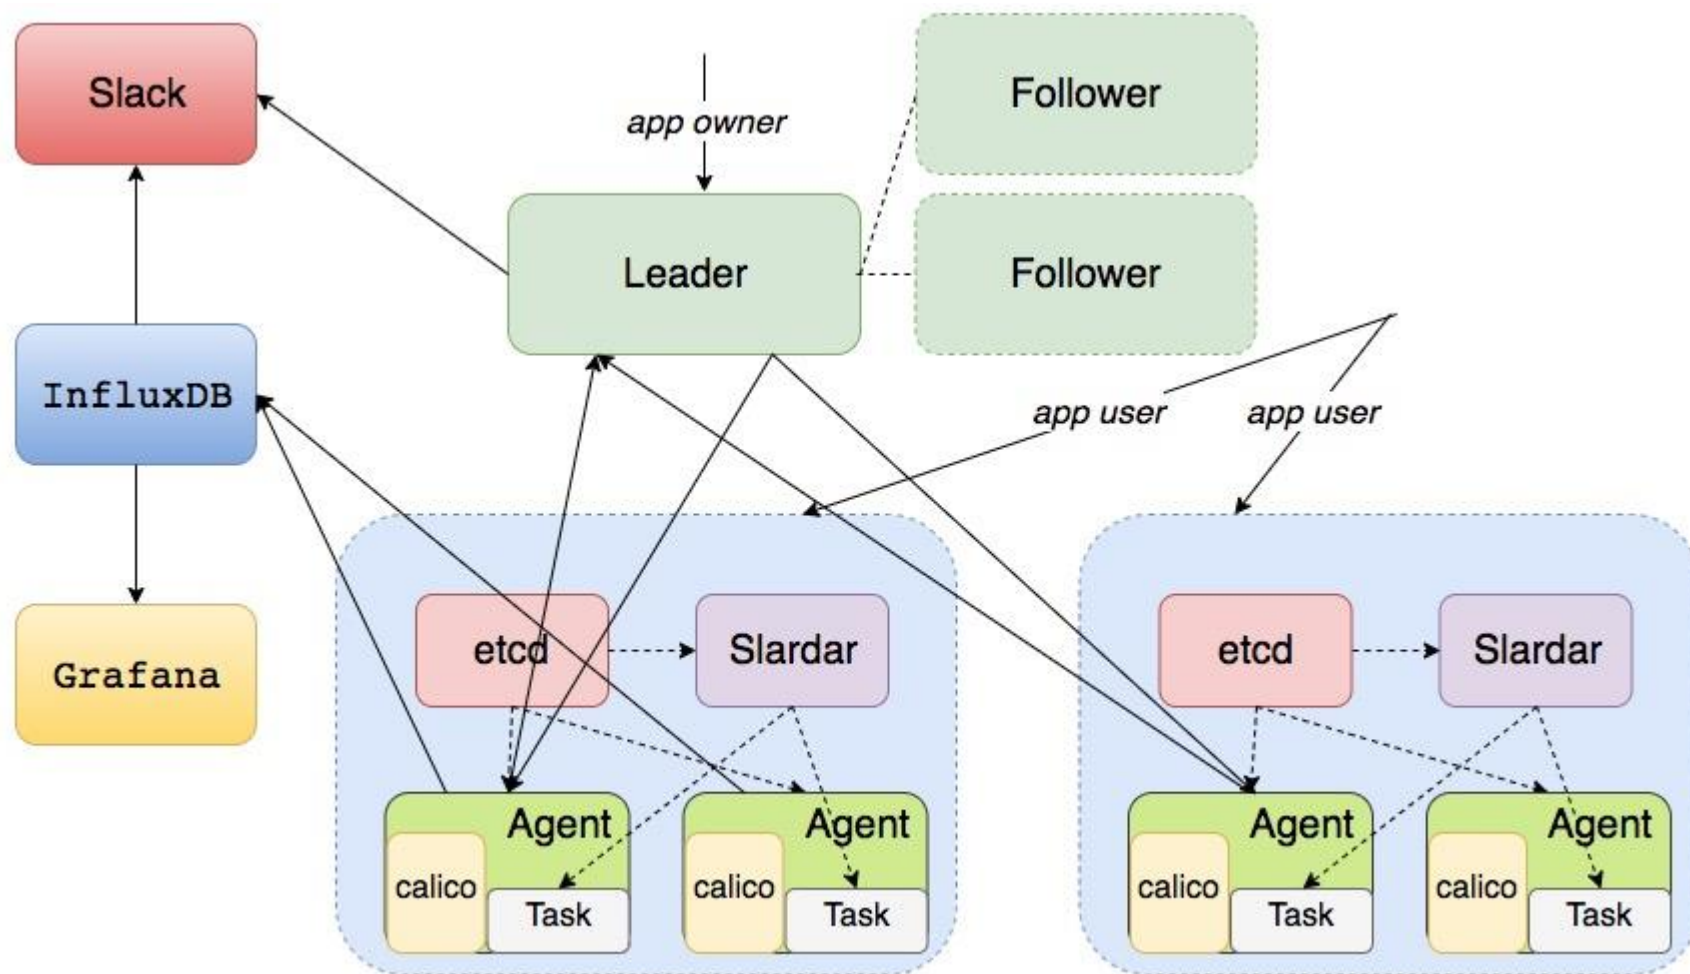 Slack
Follower
app owner
Leader
Follower
InfluxDB
app user
app user
Grafana
etcd
Slardar
etcd
Slardar
Agent
calico
Task
Agent
calico
Task
Agent
calico
Task
Agent
calico
Task